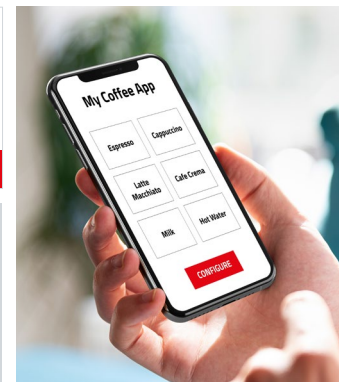 My Coffee App
Espresso
Cappuccino
Latte
Macchiato
Cafe Crema
Milk
Hot Water
CONFIGURE